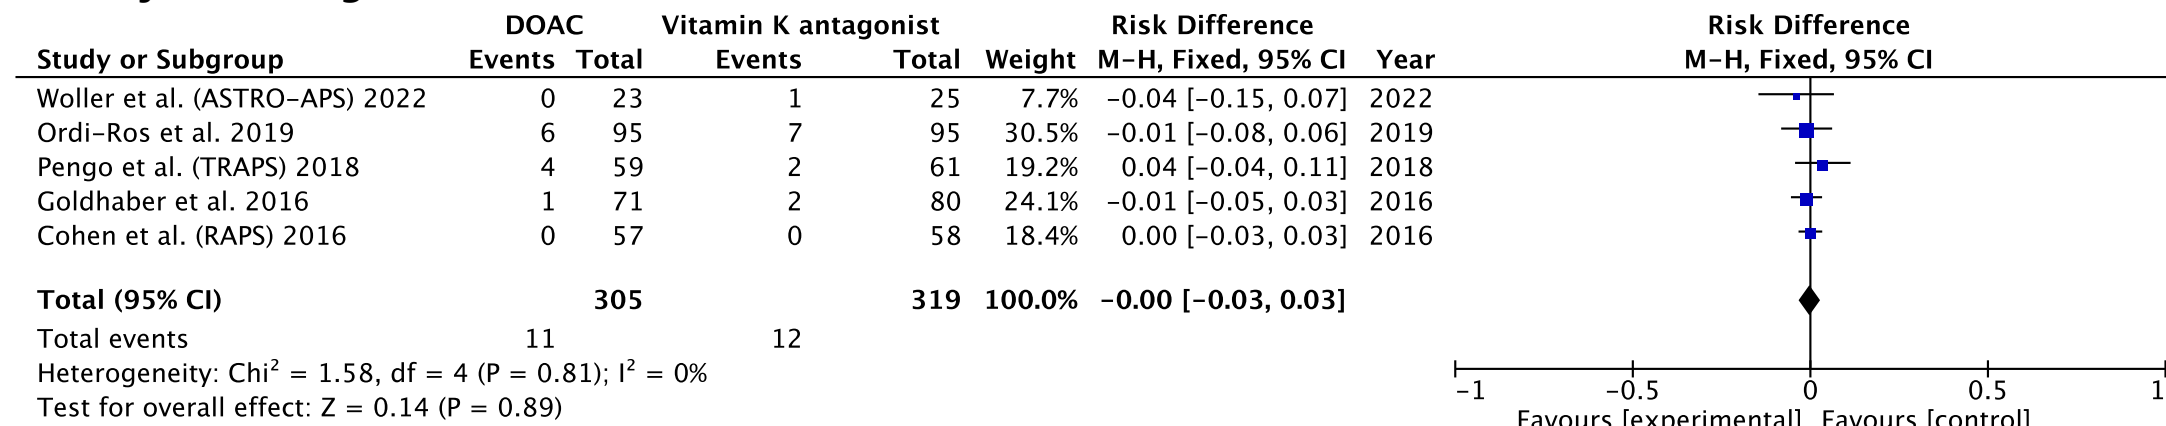 DOAC Vitamin K antagonist Risk Difference Risk Difference
Study or Subgroup Events Total Events Total Weight M-H, Fixed, 95% CI Year M-H, Fixed, 95% CI
Woller et al. (ASTRO-APS) 2022 0 23 1 25 7.7% -0.04 [-0.15, 0.07] 2022
Ordi-Ros et al. 2019 6 95 7 95 30.5% -0.01 [-0.08, 0.06] 2019
Pengo et al. (TRAPS) 2018 4 59 2 61 19.2% 0.04 [-0.04, 0.11] 2018
Goldhaber et al. 2016 1 71 2 80 24.1% -0.01 [-0.05, 0.03] 2016
Cohen et al. (RAPS) 2016 0 57 0 58 18.4% 0.00 [-0.03, 0.03] 2016
Total (95% CI) 305 319 100.0% -0.00 [-0.03, 0.03]
Total events 11 12
Heterogeneity: Chi² = 1.58, df = 4 (P = 0.81); I² = 0%
Test for overall effect: Z = 0.14 (P = 0.89)
-1 -0.5 0 0.5 1
Favours [experimental] Favours [control]